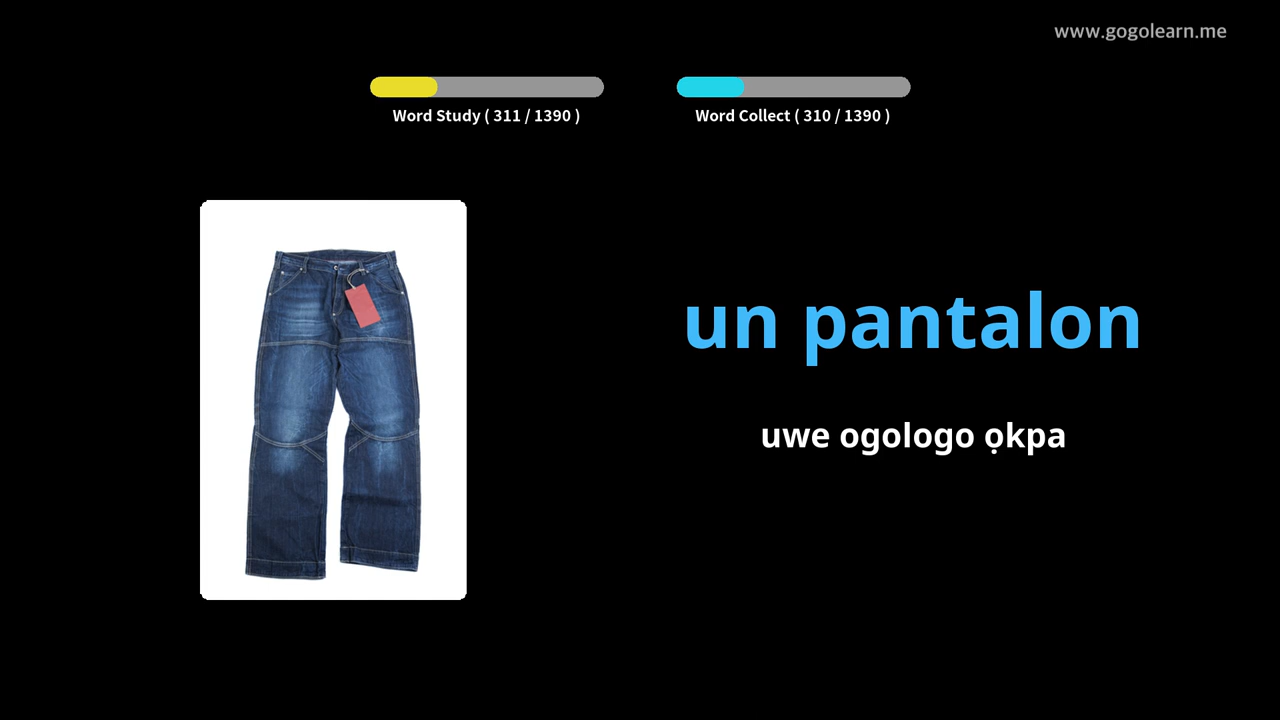 www.gogolearn.me
Word Study ( 311 / 1390 )
Word Collect ( 310 / 1390 )
un pantalon
uwe ogologo ọkpa